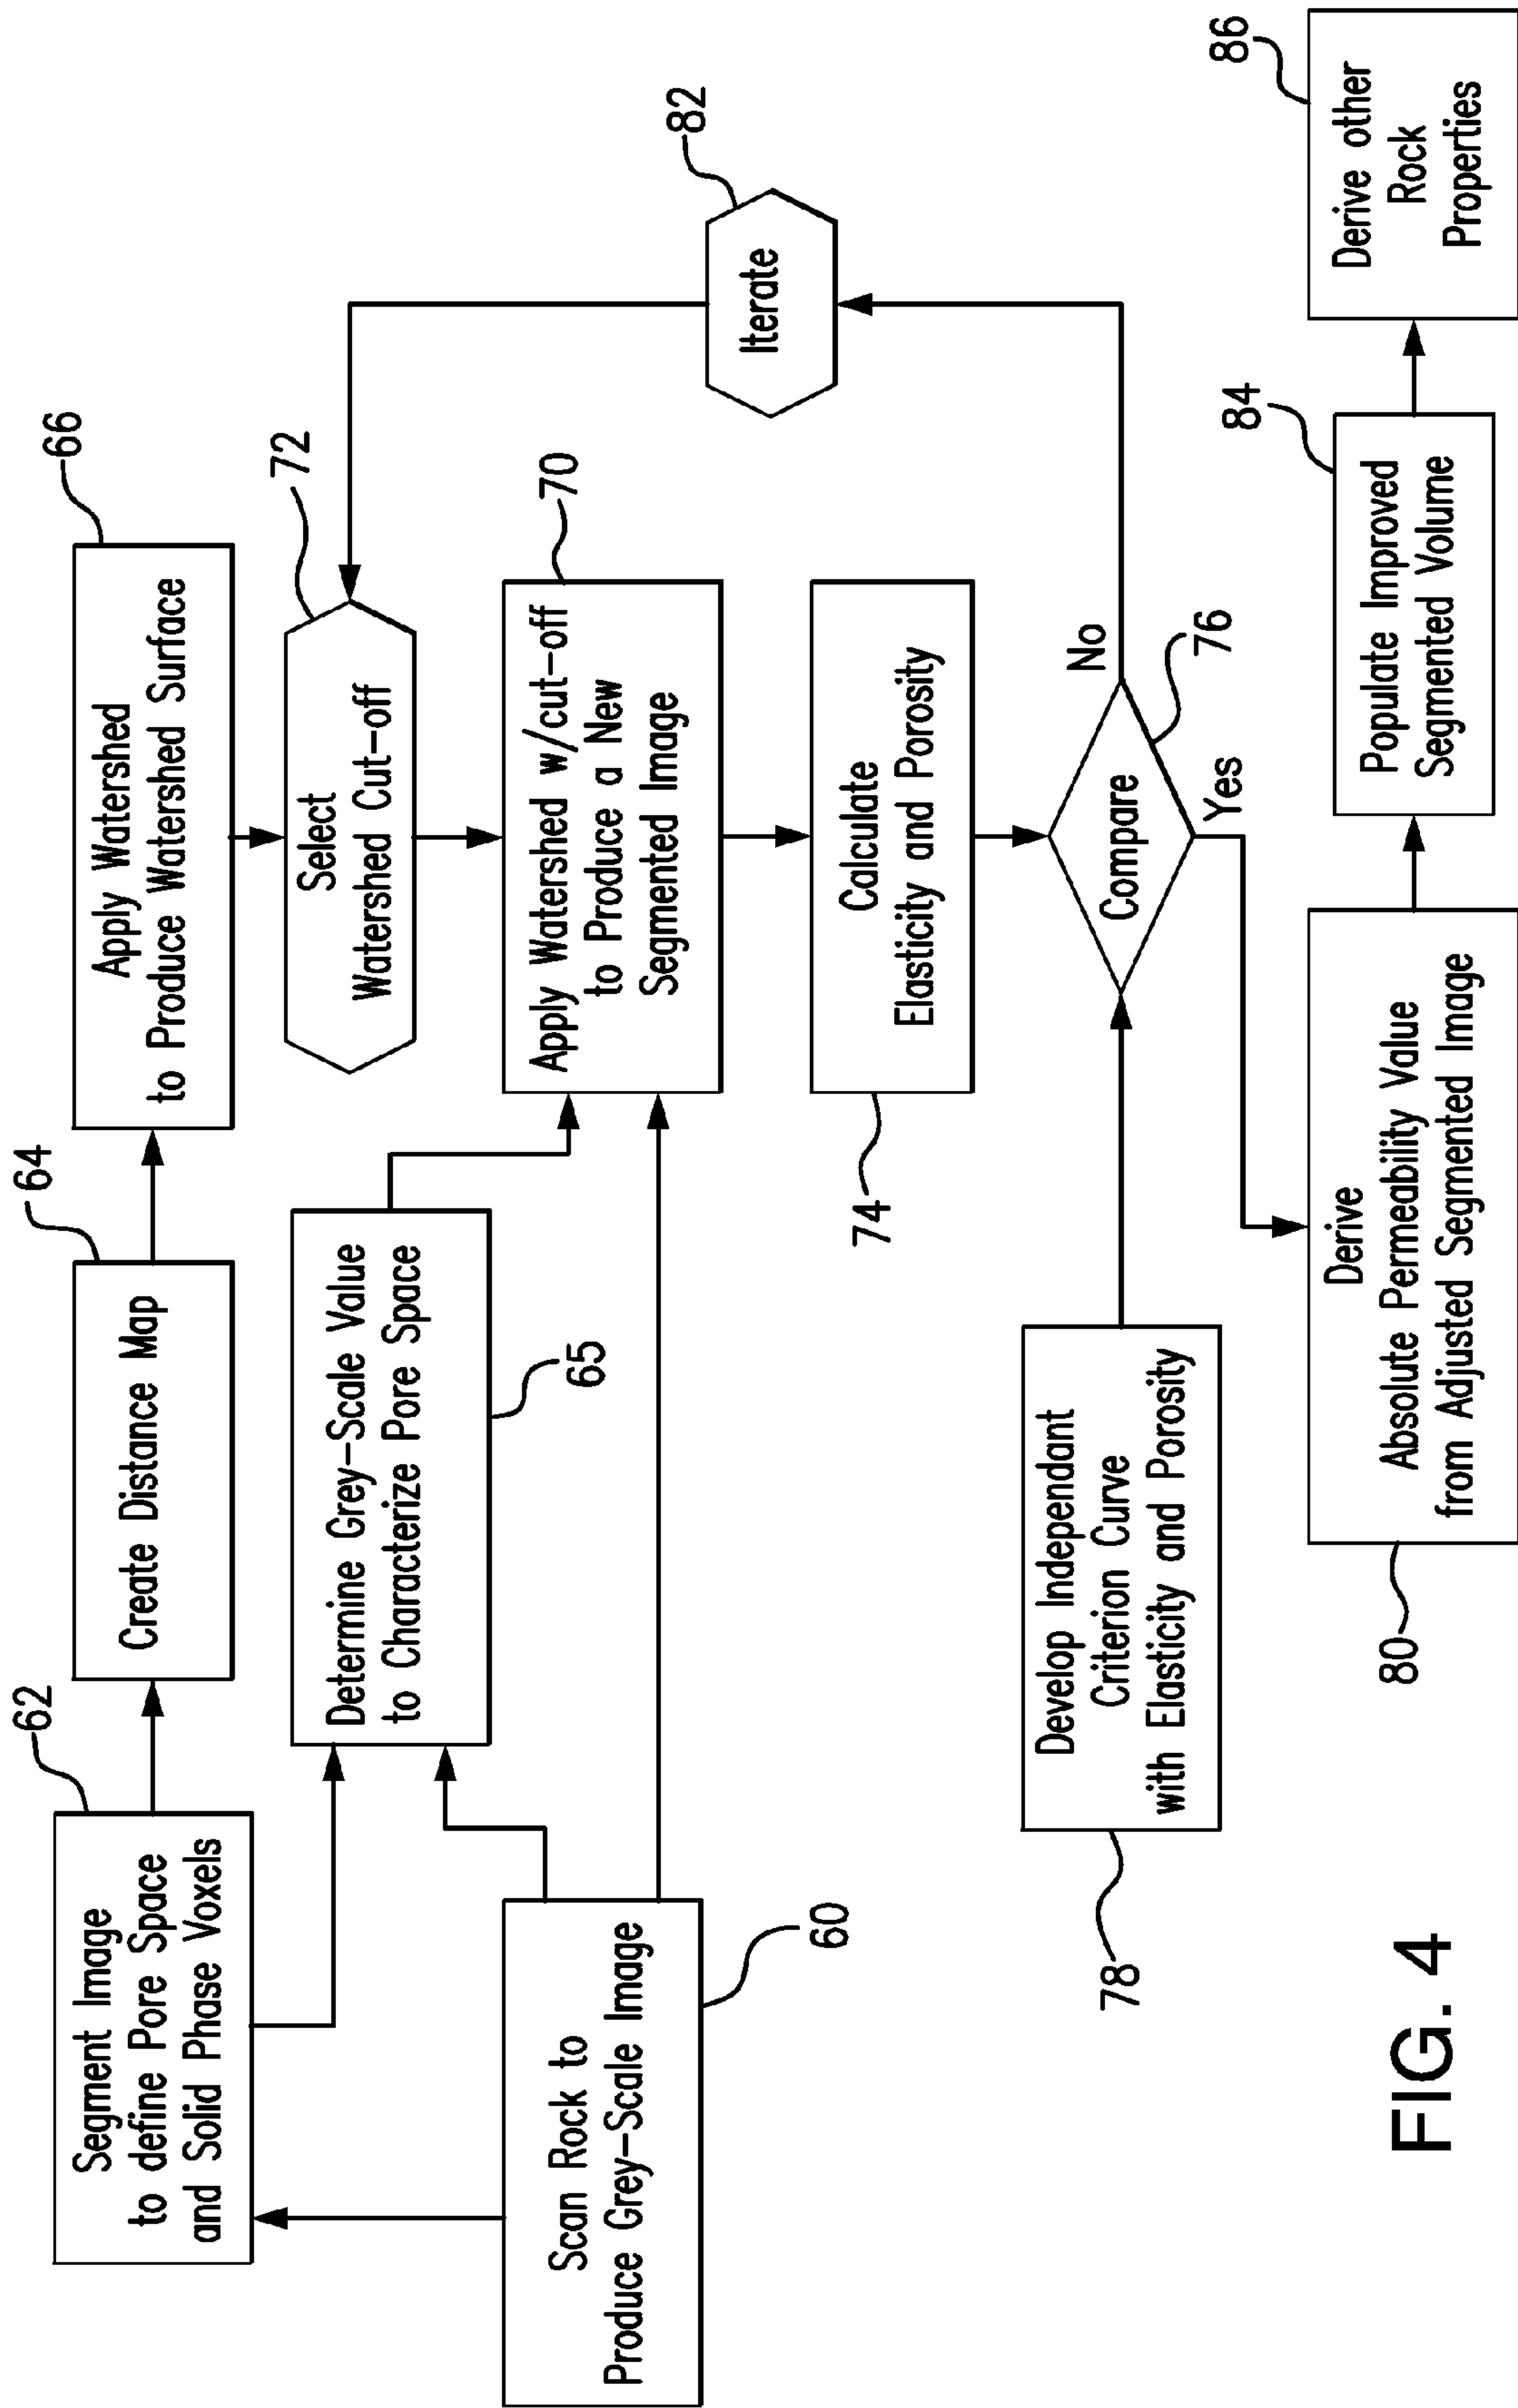 62
Segment Image
to define Pore Space
and Solid Phase Voxels
64
Create Distance Map
66
Apply Watershed
to Produce Watershed Surface
65
Determine Grey-Scale Value
to Characterize Pore Space
72
Select
Watershed Cut-off
60
Scan Rock to
Produce Grey-Scale Image
70
Apply Watershed w/cut-off
to Produce a New
Segmented Image
82
Iterate
74
Calculate
Elasticity and Porosity
78
Develop Independant
Criterion Curve
with Elasticity and Porosity
76
Compare
No
Yes
80
Derive
Absolute Permeability Value
from Adjusted Segmented Image
84
Populate Improved
Segmented Volume
86
Derive other
Rock
Properties
FIG. 4